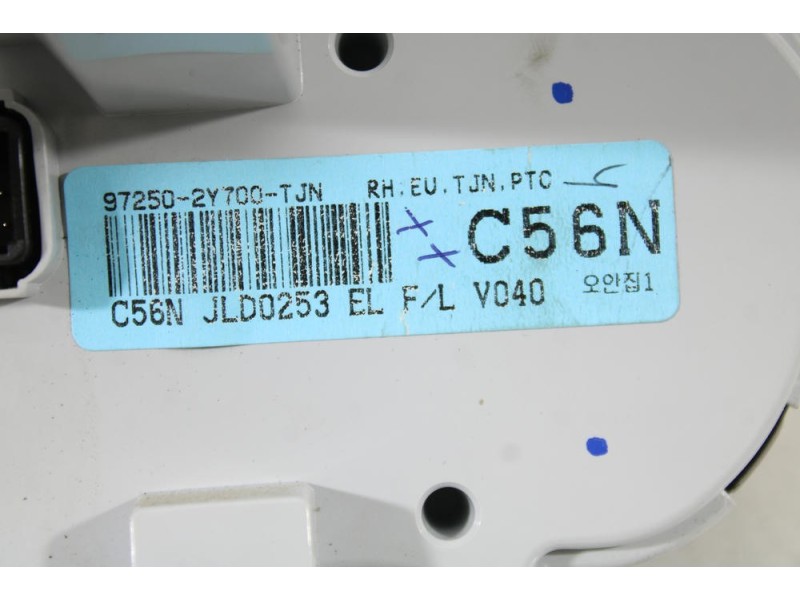 97250-2Y700-TJN RH.EU.TJN.PTC
C56N
C56N JLD0253 EL F/L V040 오안집1